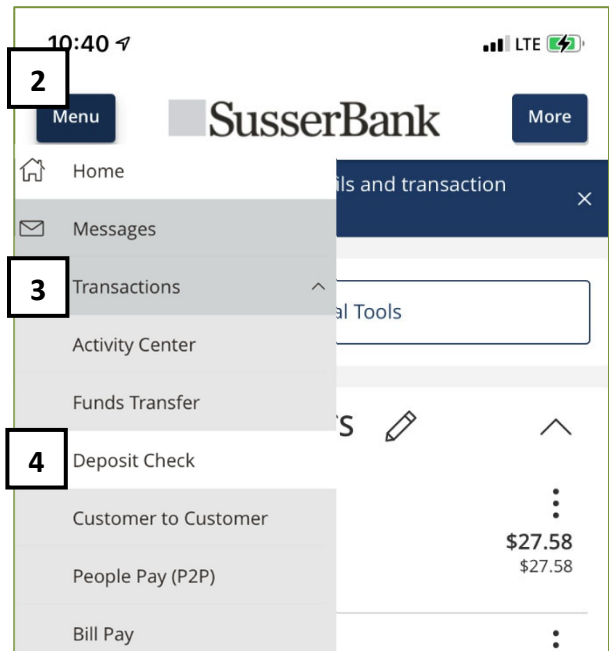 10:40
LTE
2
Menu
SusserBank
More
Home
ils and transaction
Messages
3
Transactions
al Tools
Activity Center
Funds Transfer
4
Deposit Check
Customer to Customer
$27.58
$27.58
People Pay (P2P)
Bill Pay